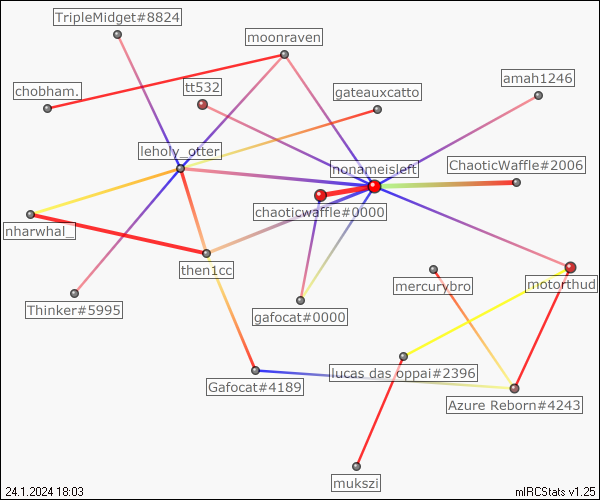 TripleMidget#8824
moonraven
amah1246
tt532
chobham.
gateauxcatto
leholy_otter
nonameisleft
ChaoticWaffle#2006
chaoticwaffle#0000
nharwhal_
then1cc
mercurybro
motorthud
Thinker#5995
gafocat#0000
lucas das oppai#2396
Gafocat#4189
Azure Reborn#4243
mukszi
24.1.2024 18:03
mIRCStats v1.25